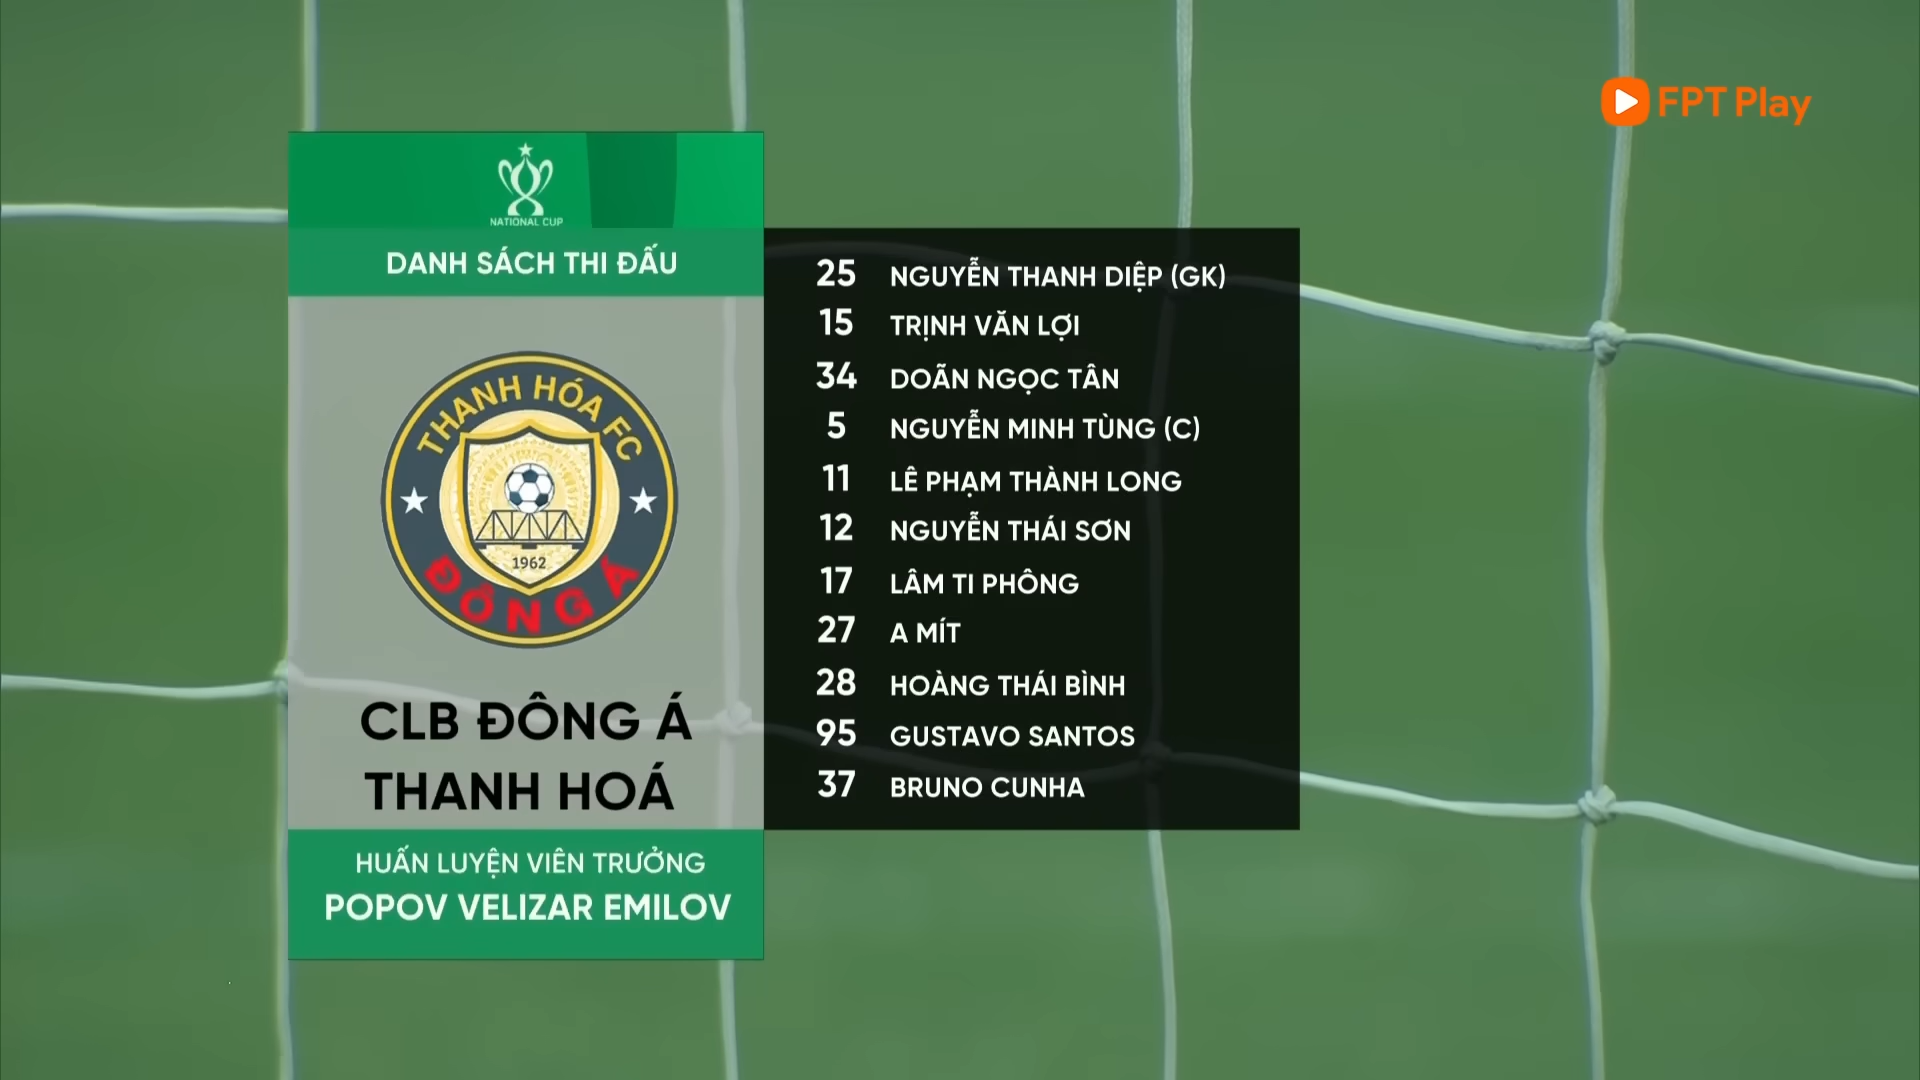 FPT Play
NATIONAL CUP
DANH SÁCH THI ĐẤU
THANH HÓA FC
1962
ĐÔNG Á
CLB ĐÔNG Á
THANH HOÁ
HUẤN LUYỆN VIÊN TRƯỞNG
POPOV VELIZAR EMILOV
25 NGUYỄN THANH DIỆP (GK)
15 TRỊNH VĂN LỢI
34 DOÃN NGỌC TÂN
5 NGUYỄN MINH TÙNG (C)
11 LÊ PHẠM THÀNH LONG
12 NGUYỄN THÁI SƠN
17 LÂM TI PHÔNG
27 A MÍT
28 HOÀNG THÁI BÌNH
95 GUSTAVO SANTOS
37 BRUNO CUNHA